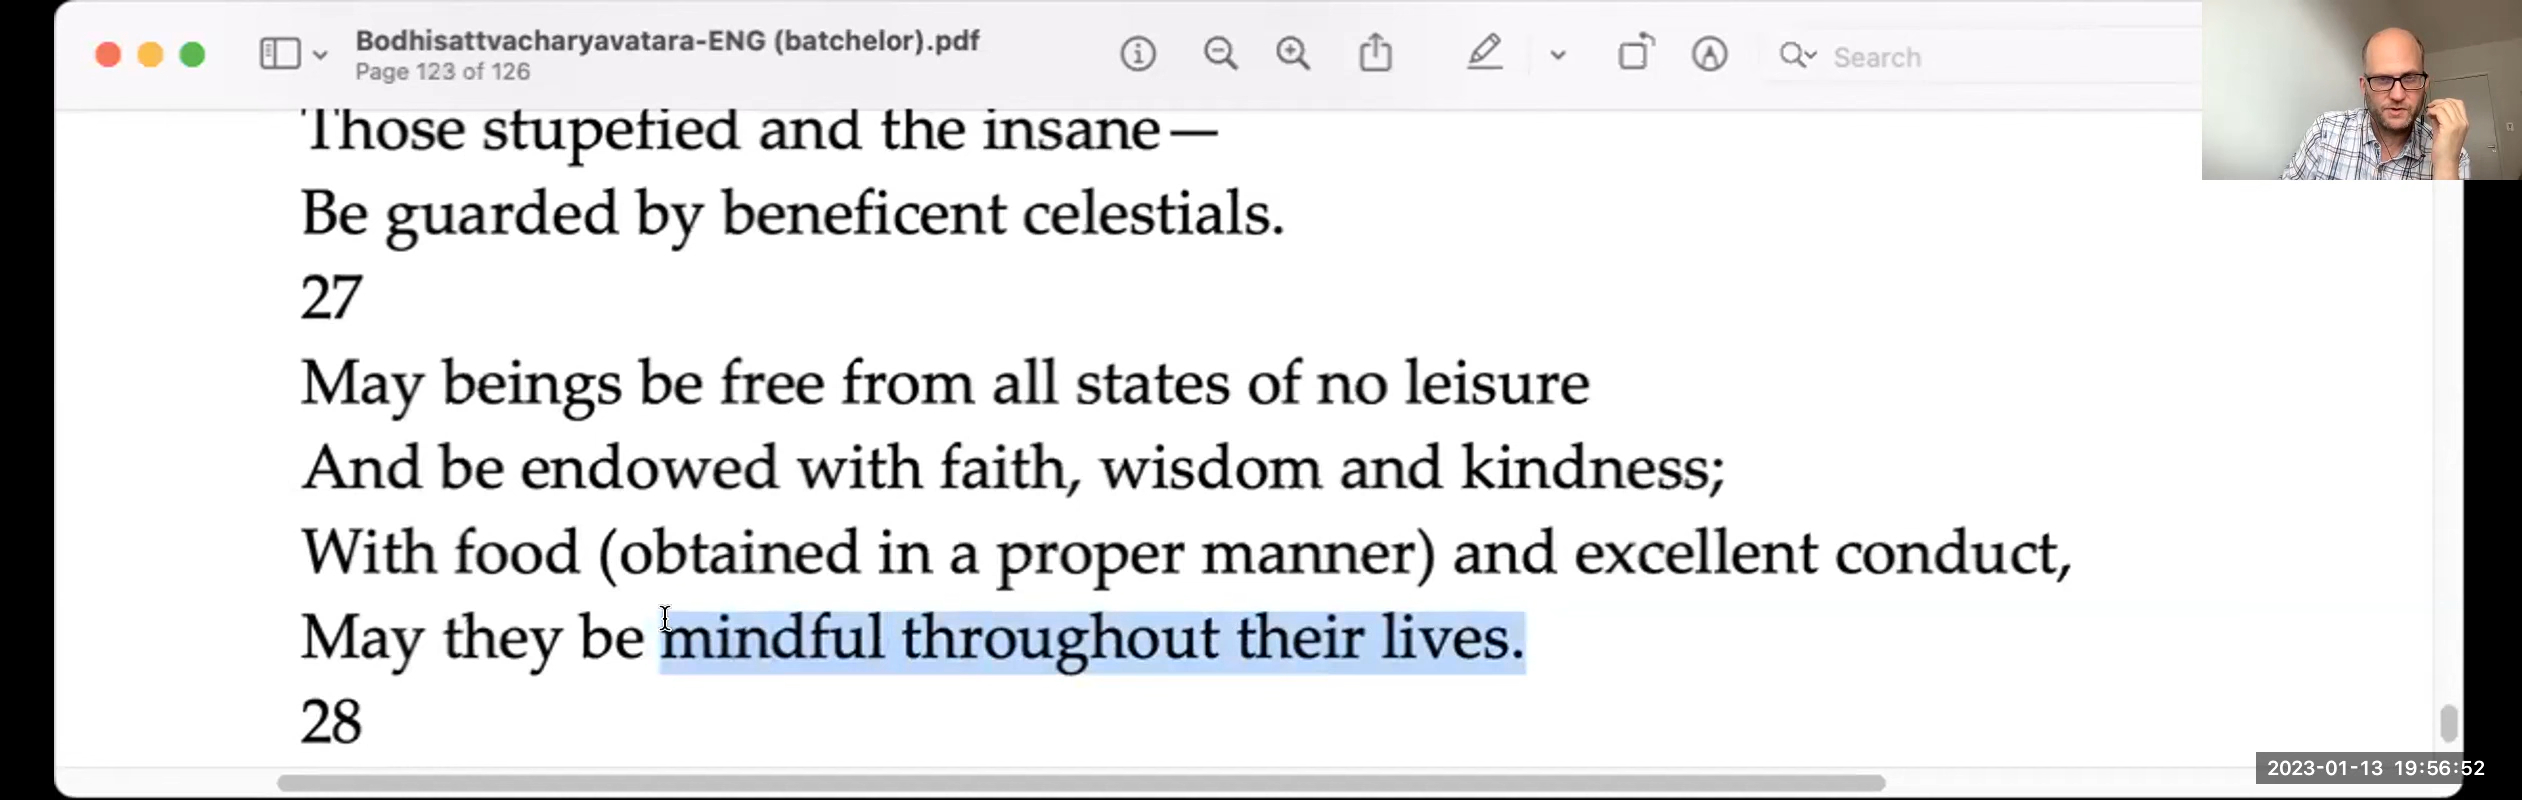 Bodhisattvacharyavatara-ENG (batchelor).pdf
Page 123 of 126
Search
Those stupefied and the insane—
Be guarded by beneficent celestials.
27
May beings be free from all states of no leisure
And be endowed with faith, wisdom and kindness;
With food (obtained in a proper manner) and excellent conduct,
May they be mindful throughout their lives.
28
2023-01-13 19:56:52